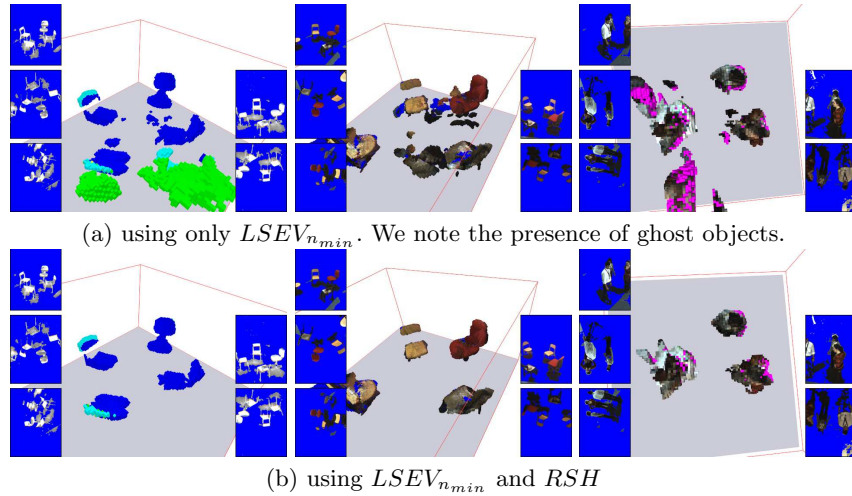 (a) using only $LSEV_{n_{min}}$. We note the presence of ghost objects.
(b) using $LSEV_{n_{min}}$ and $RSH$